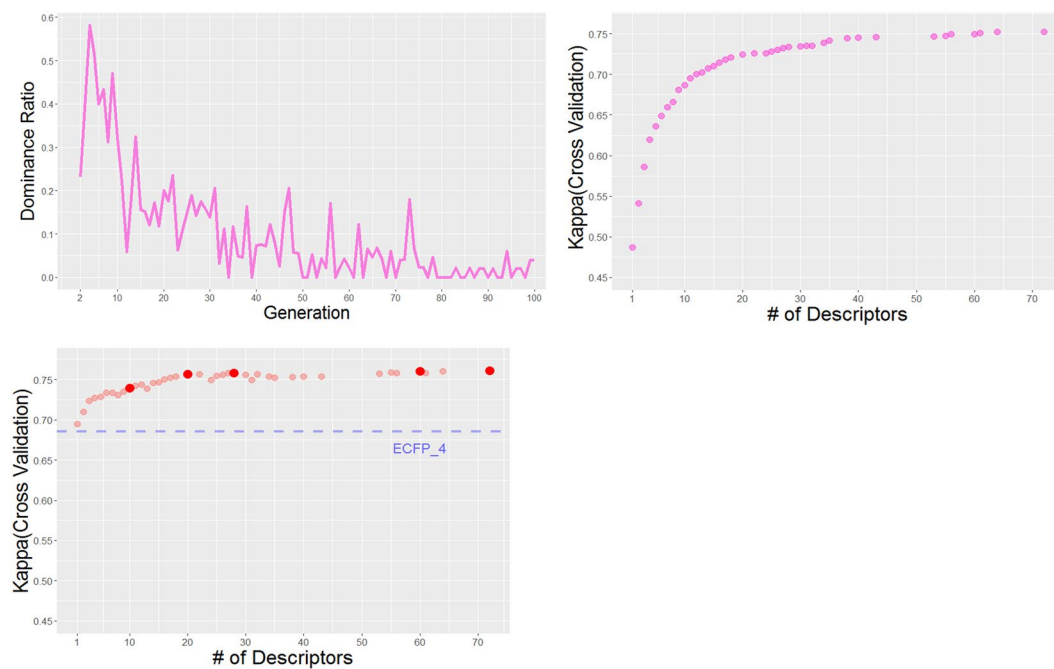 0.6
0.5
0.4
0.3
0.2
0.1
0.0
Dominance Ratio
2 10 20 30 40 50 60 70 80 90 100
Generation
0.75
0.70
0.65
0.60
0.55
0.50
0.45
Kappa(Cross Validation)
1 10 20 30 40 50 60 70
# of Descriptors
0.75
0.70
0.65
0.60
0.55
0.50
0.45
Kappa(Cross Validation)
ECFP_4
1 10 20 30 40 50 60 70
# of Descriptors